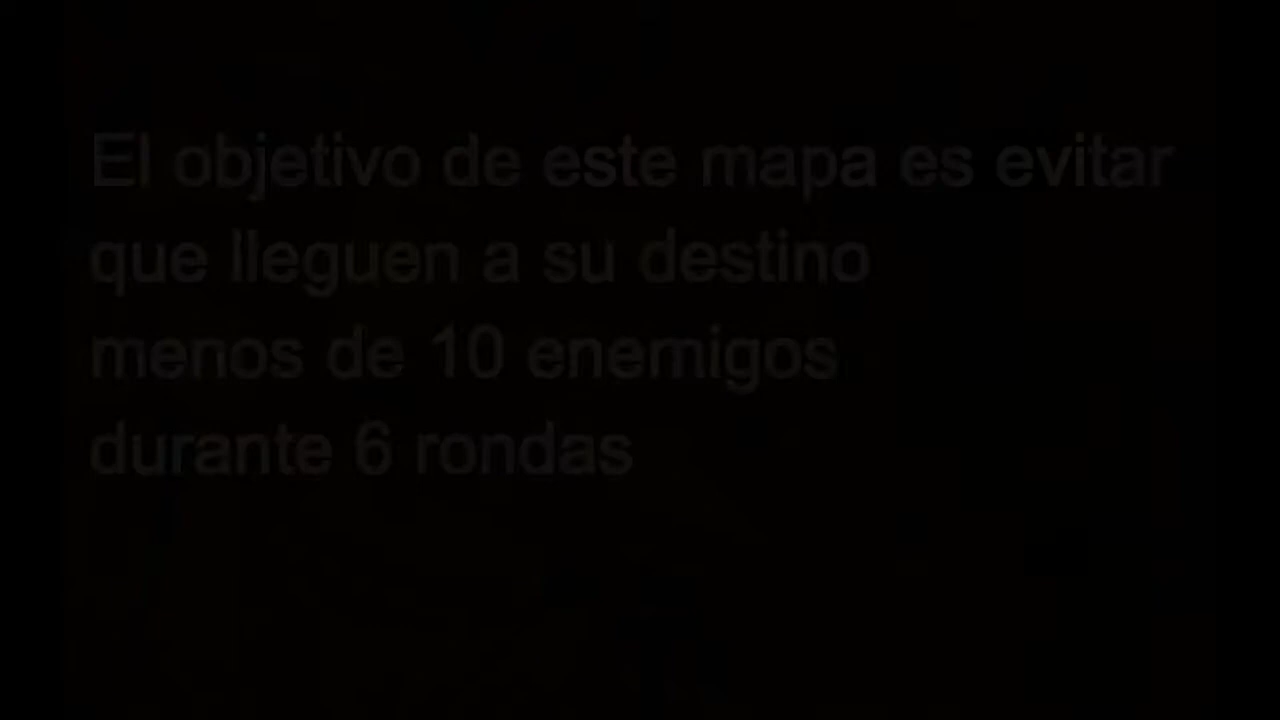 El objetivo de este mapa es evitar
que lleguen a su destino
menos de 10 enemigos
durante 6 rondas